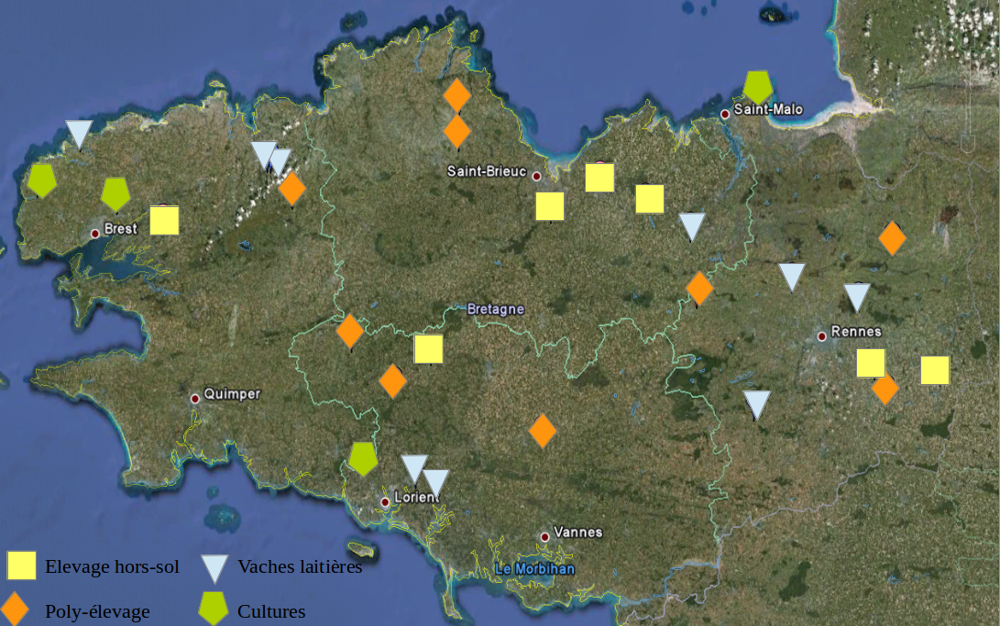 Saint-Malo
Saint-Brieuc
Brest
Bretagne
Rennes
Quimper
Lorient
Vannes
Le Morbihan
Elevage hors-sol
Vaches laitières
Poly-élevage
Cultures